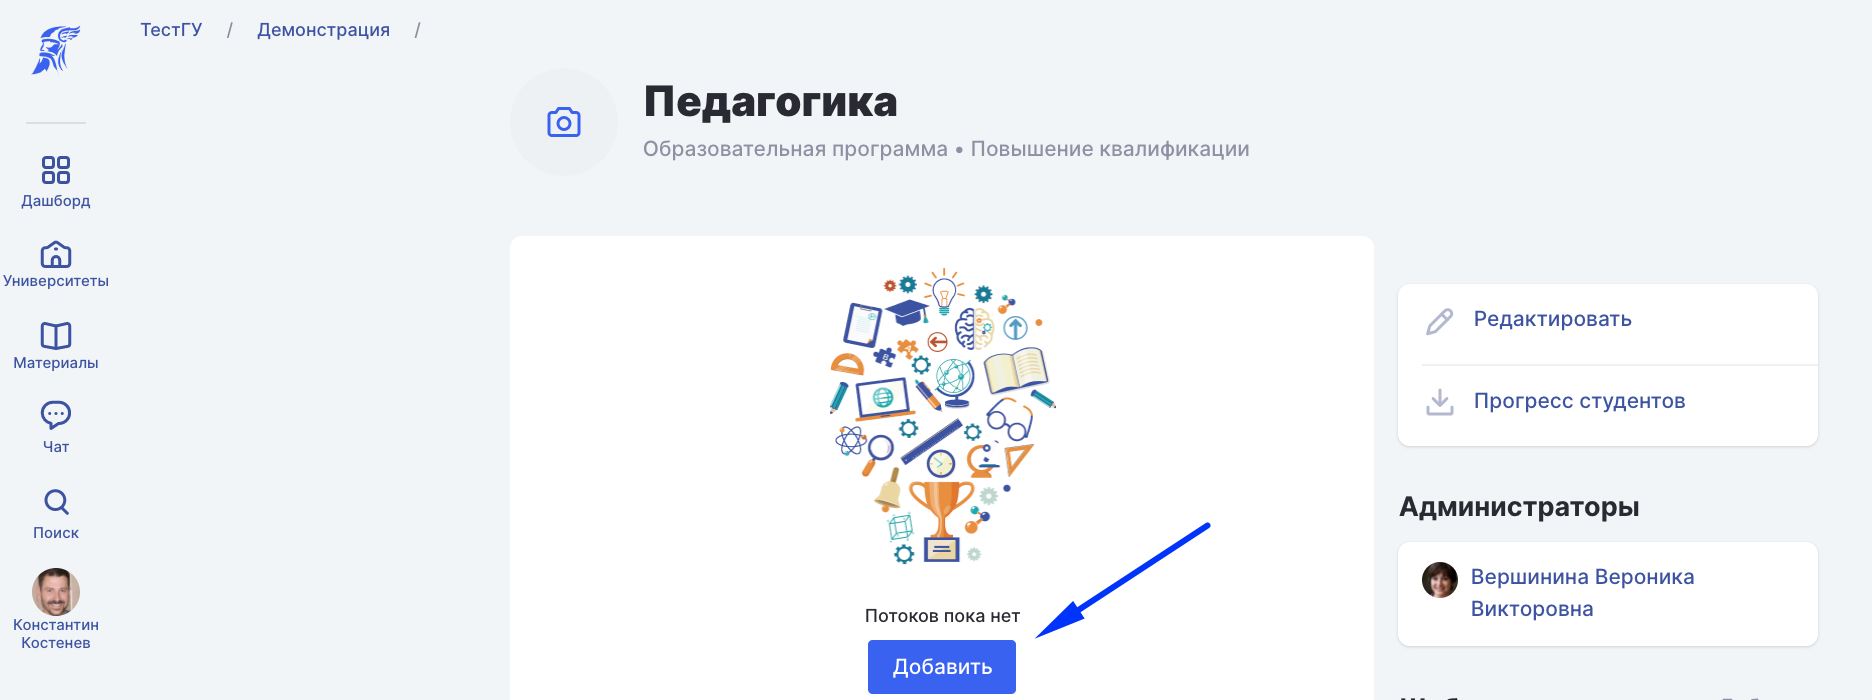 ТестГУ / Демонстрация /
Педагогика
Образовательная программа • Повышение квалификации
Дашборд
Университеты
Материалы
Чат
Поиск
Константин
Костенев
Потоков пока нет
Добавить
Редактировать
Прогресс студентов
Администраторы
Вершинина Вероника
Викторовна